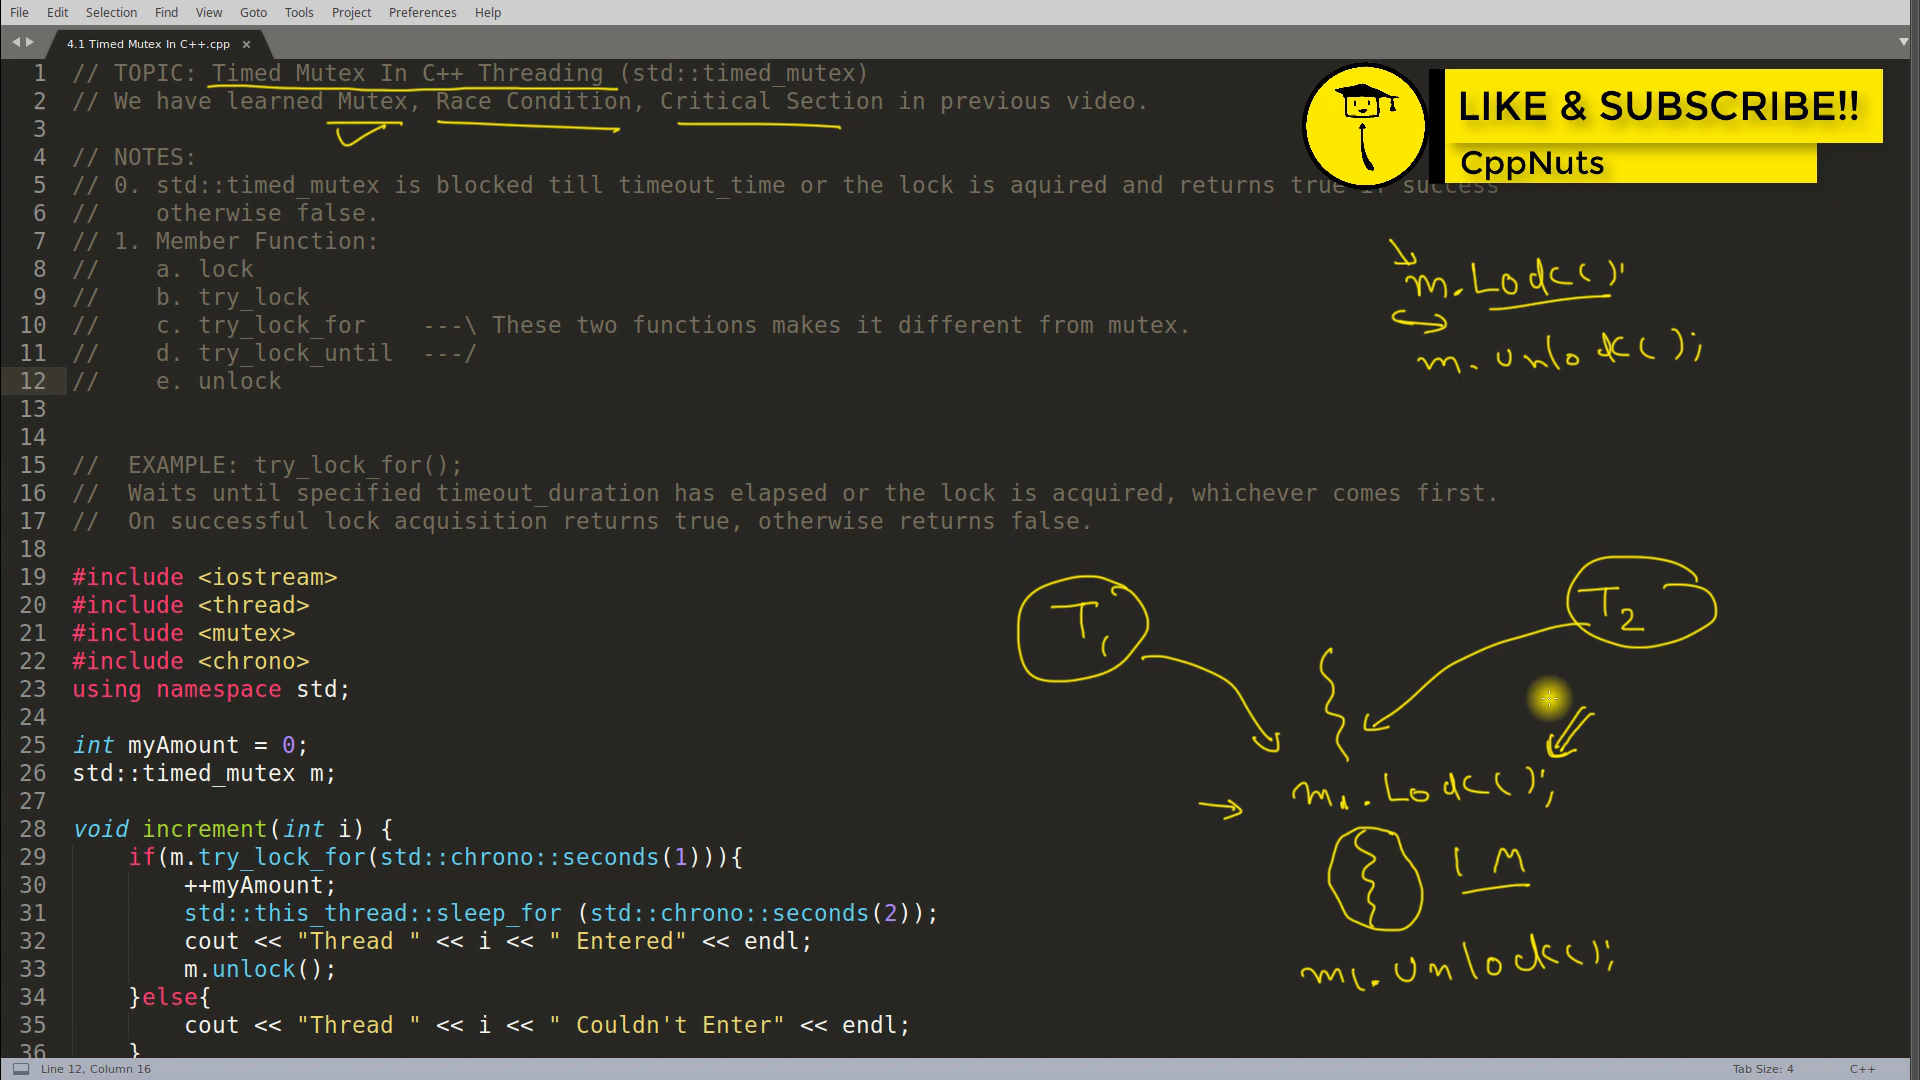 File Edit Selection Find View Goto Tools Project Preferences Help
4.1 Timed Mutex In C++.cpp ×
1 // TOPIC: Timed Mutex In C++ Threading (std::timed_mutex)
2 // We have learned Mutex, Race Condition, Critical Section in previous video.
3
4 // NOTES:
5 // 0. std::timed_mutex is blocked till timeout_time or the lock is aquired and returns true if success
6 //    otherwise false.
7 // 1. Member Function:
8 //    a. lock
9 //    b. try_lock
10 //    c. try_lock_for    ---\ These two functions makes it different from mutex.
11 //    d. try_lock_until  ---/
12 //    e. unlock
13
14
15 //  EXAMPLE: try_lock_for();
16 //  Waits until specified timeout_duration has elapsed or the lock is acquired, whichever comes first.
17 //  On successful lock acquisition returns true, otherwise returns false.
18
19 #include <iostream>
20 #include <thread>
21 #include <mutex>
22 #include <chrono>
23 using namespace std;
24
25 int myAmount = 0;
26 std::timed_mutex m;
27
28 void increment(int i) {
29     if(m.try_lock_for(std::chrono::seconds(1))){
30         ++myAmount;
31         std::this_thread::sleep_for (std::chrono::seconds(2));
32         cout << "Thread " << i << " Entered" << endl;
33         m.unlock();
34     }else{
35         cout << "Thread " << i << " Couldn't Enter" << endl;
36     }
LIKE & SUBSCRIBE!!
CppNuts
m.Lock();
m.unlock();
T1
T2
m1.Lock();
1 M
m1.unlock();
Line 12, Column 16
Tab Size: 4
C++